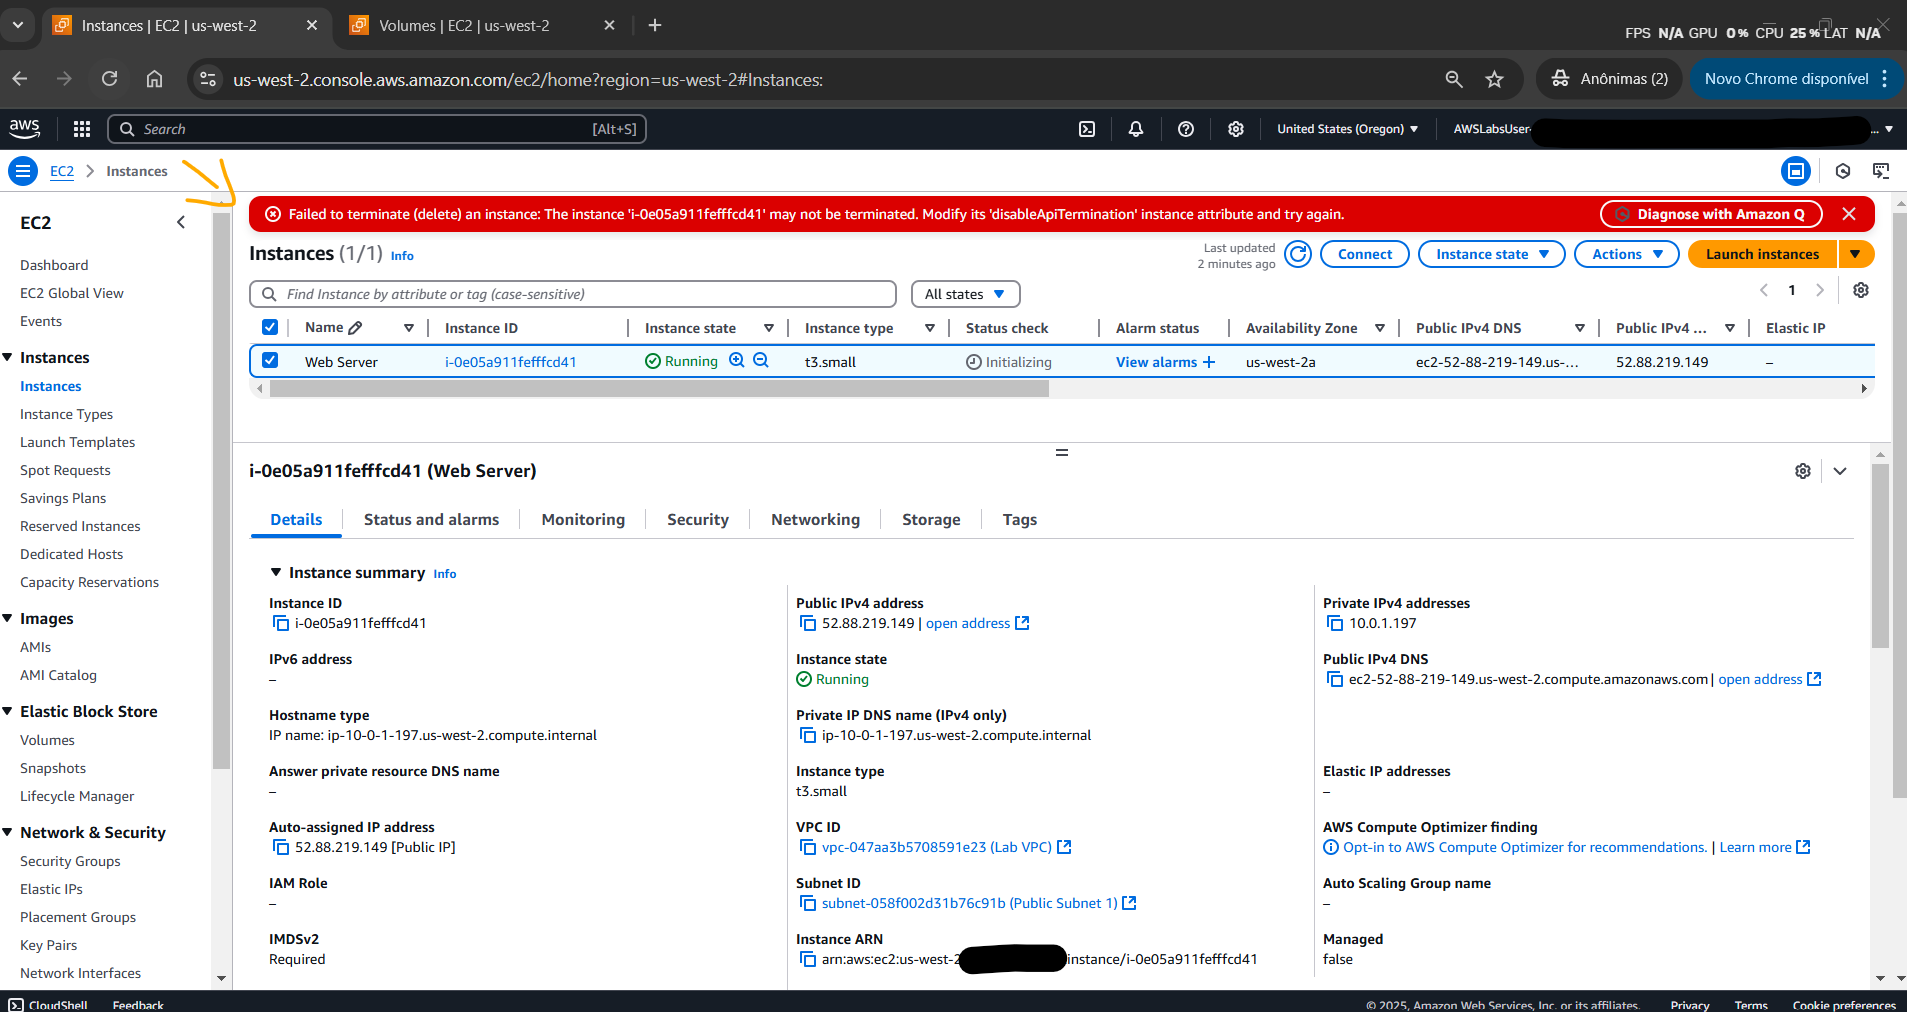 Instances | EC2 | us-west-2
Volumes | EC2 | us-west-2
FPS N/A GPU 0% CPU 25% LAT N/A
us-west-2.console.aws.amazon.com/ec2/home?region=us-west-2#Instances:
Anônimas (2)
Novo Chrome disponível
aws
Search
[Alt+S]
United States (Oregon)
AWSLabsUser-
...
EC2
Instances
EC2
Dashboard
EC2 Global View
Events
Instances
Instances
Instance Types
Launch Templates
Spot Requests
Savings Plans
Reserved Instances
Dedicated Hosts
Capacity Reservations
Images
AMIs
AMI Catalog
Elastic Block Store
Volumes
Snapshots
Lifecycle Manager
Network & Security
Security Groups
Elastic IPs
Placement Groups
Key Pairs
Network Interfaces
Failed to terminate (delete) an instance: The instance 'i-0e05a911fefffcd41' may not be terminated. Modify its 'disableApiTermination' instance attribute and try again.
Diagnose with Amazon Q
Instances (1/1) Info
Last updated
2 minutes ago
Connect
Instance state
Actions
Launch instances
Find Instance by attribute or tag (case-sensitive)
All states
1
Name Instance ID Instance state Instance type Status check Alarm status Availability Zone Public IPv4 DNS Public IPv4 ... Elastic IP
Web Server i-0e05a911fefffcd41 Running t3.small Initializing View alarms + us-west-2a ec2-52-88-219-149.us-... 52.88.219.149 –
i-0e05a911fefffcd41 (Web Server)
Details Status and alarms Monitoring Security Networking Storage Tags
Instance summary Info
Instance ID
i-0e05a911fefffcd41
Public IPv4 address
52.88.219.149 | open address
Private IPv4 addresses
10.0.1.197
IPv6 address
–
Instance state
Running
Public IPv4 DNS
ec2-52-88-219-149.us-west-2.compute.amazonaws.com | open address
Hostname type
IP name: ip-10-0-1-197.us-west-2.compute.internal
Private IP DNS name (IPv4 only)
ip-10-0-1-197.us-west-2.compute.internal
Answer private resource DNS name
–
Instance type
t3.small
Elastic IP addresses
–
Auto-assigned IP address
52.88.219.149 [Public IP]
VPC ID
vpc-047aa3b5708591e23 (Lab VPC)
AWS Compute Optimizer finding
Opt-in to AWS Compute Optimizer for recommendations. | Learn more
IAM Role
–
Subnet ID
subnet-058f002d31b76c91b (Public Subnet 1)
Auto Scaling Group name
–
IMDSv2
Required
Instance ARN
arn:aws:ec2:us-west-2 instance/i-0e05a911fefffcd41
Managed
false
CloudShell
Feedback
© 2025, Amazon Web Services, Inc. or its affiliates.
Privacy
Terms
Cookie preferences